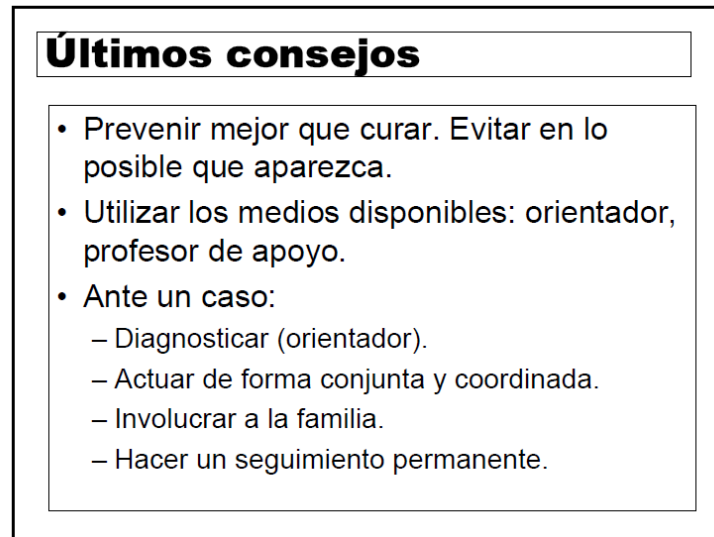 Últimos consejos
• Prevenir mejor que curar. Evitar en lo
posible que aparezca.
• Utilizar los medios disponibles: orientador,
profesor de apoyo.
• Ante un caso:
– Diagnosticar (orientador).
– Actuar de forma conjunta y coordinada.
– Involucrar a la familia.
– Hacer un seguimiento permanente.